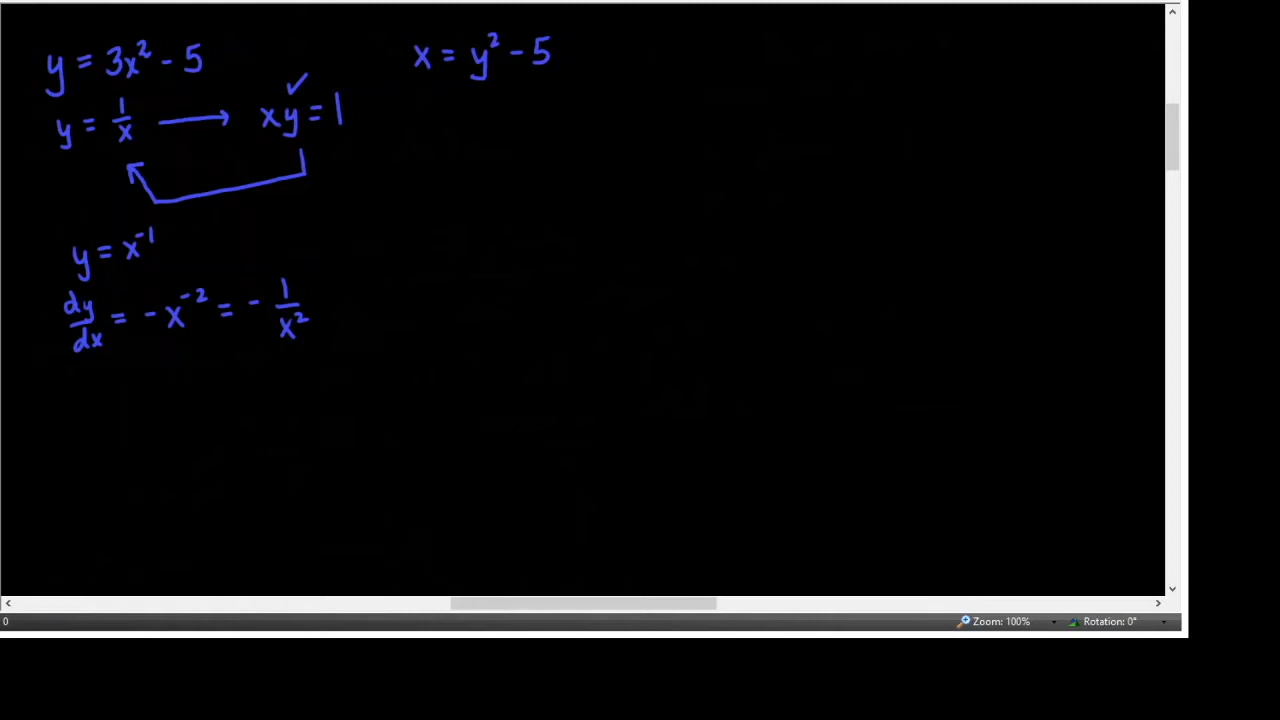 y = 3x² - 5
y = 1/x → xy = 1 ✓
y = x⁻¹
dy/dx = -x⁻² = - 1/x²
x = y² - 5
0
Zoom: 100%
Rotation: 0°